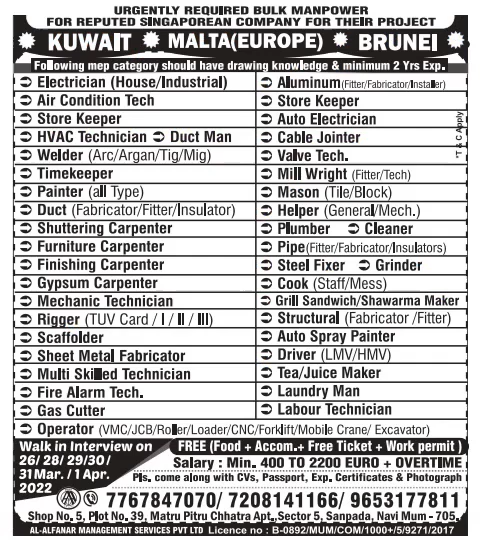 URGENTLY REQUIRED BULK MANPOWER
FOR REPUTED SINGAPOREAN COMPANY FOR THEIR PROJECT
KUWAIT MALTA(EUROPE) BRUNEI
Following mep category should have drawing knowledge & minimum 2 Yrs Exp.
Electrician (House/Industrial)
Air Condition Tech
Store Keeper
HVAC Technician Duct Man
Welder (Arc/Argan/Tig/Mig)
Timekeeper
Painter (all Type)
Duct (Fabricator/Fitter/Insulator)
Shuttering Carpenter
Furniture Carpenter
Finishing Carpenter
Gypsum Carpenter
Mechanic Technician
Rigger (TUV Card / I / II / III)
Scaffolder
Sheet Metal Fabricator
Multi Skilled Technician
Fire Alarm Tech.
Gas Cutter
Aluminum (Fitter/Fabricator/Installer)
Store Keeper
Auto Electrician
Cable Jointer
Valve Tech.
Mill Wright (Fitter/Tech)
Mason (Tile/Block)
Helper (General/Mech.)
Plumber Cleaner
Pipe (Fitter/Fabricator/Insulators)
Steel Fixer Grinder
Cook (Staff/Mess)
Grill Sandwich/Shawarma Maker
Structural (Fabricator /Fitter)
Auto Spray Painter
Driver (LMV/HMV)
Tea/Juice Maker
Laundry Man
Labour Technician
*T & C Apply
Operator (VMC/JCB/Roller/Loader/CNC/Forklift/Mobile Crane/ Excavator)
Walk in Interview on
26/ 28/ 29/30/
31 Mar. / 1 Apr.
2022
FREE (Food + Accom.+ Free Ticket + Work permit )
Salary : Min. 400 TO 2200 EURO + OVERTIME
Pls. come along with CVs, Passport, Exp. Certificates & Photograph
7767847070/ 7208141166/ 9653177811
Shop No. 5, Plot No. 39, Matru Pitru Chhatra Apt.,Sector 5, Sanpada, Navi Mum - 705.
AL-ALFANAR MANAGEMENT SERVICES PVT LTD Licence no : B-0892/MUM/COM/1000+/5/9271/2017